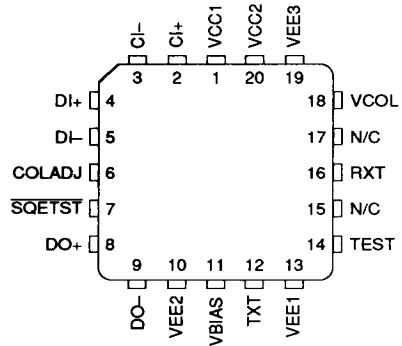 CI– CI+ VCC1 VCC2 VEE3
3 2 1 20 19
DI+ 4 18 VCOL
DI– 5 17 N/C
COLADJ 6 16 RXT
SQETST 7 15 N/C
DO+ 8 14 TEST
9 10 11 12 13
DO– VEE2 VBIAS TXT VEE1